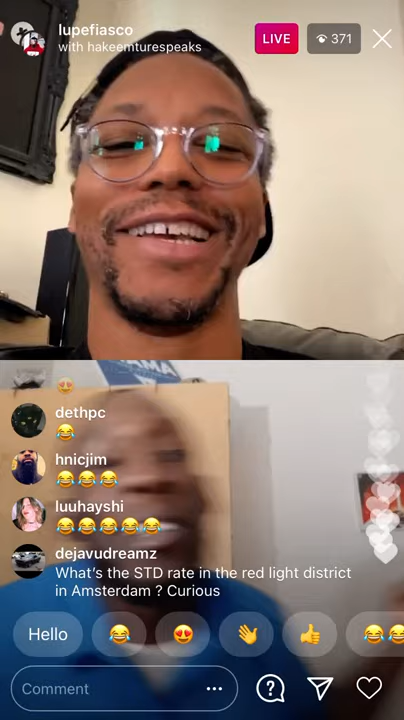 lupefiasco
with hakeemturespeaks
LIVE
371
dethpc
😂
hnicjim
😂😂😂
luuhayshi
😂😂😂😂😂
dejavudreamz
What's the STD rate in the red light district
in Amsterdam ? Curious
Hello
Comment